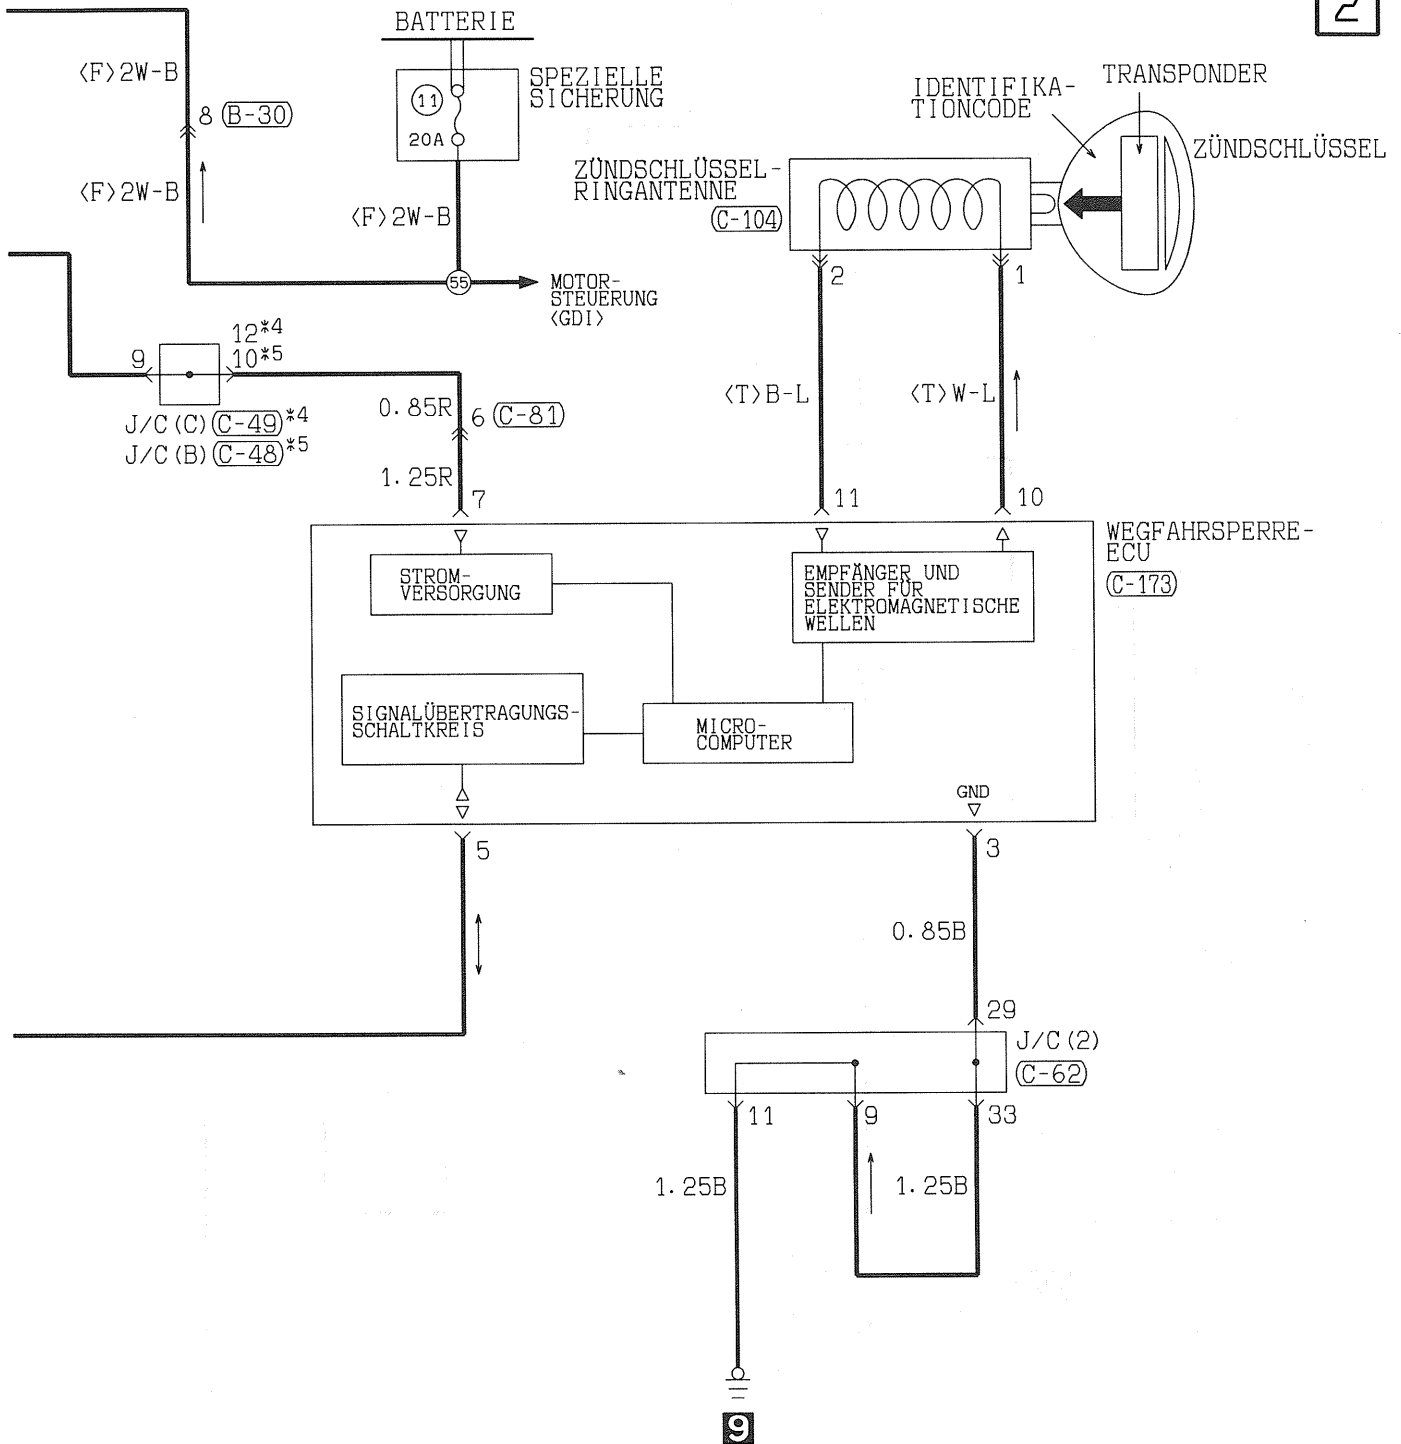 2
BATTERIE
<F>2W-B
SPEZIELLE
SICHERUNG
11
20A
8 (B-30)
<F>2W-B
<F>2W-B
55
MOTOR-
STEUERUNG
<GDI>
IDENTIFIKA-
TIONCODE
TRANSPONDER
ZÜNDSCHLÜSSEL
ZÜNDSCHLÜSSEL-
RINGANTENNE
(C-104)
2
1
<T>B-L
<T>W-L
9
12*4
10*5
J/C(C)(C-49)*4
J/C(B)(C-48)*5
0.85R
6 (C-81)
1.25R
7
11
10
WEGFAHRSPERRE-
ECU
(C-173)
STROM-
VERSORGUNG
EMPFÄNGER UND
SENDER FÜR
ELEKTROMAGNETISCHE
WELLEN
SIGNALÜBERTRAGUNGS-
SCHALTKREIS
MICRO-
COMPUTER
GND
5
3
0.85B
29
J/C(2)
(C-62)
11
9
33
1.25B
1.25B
9